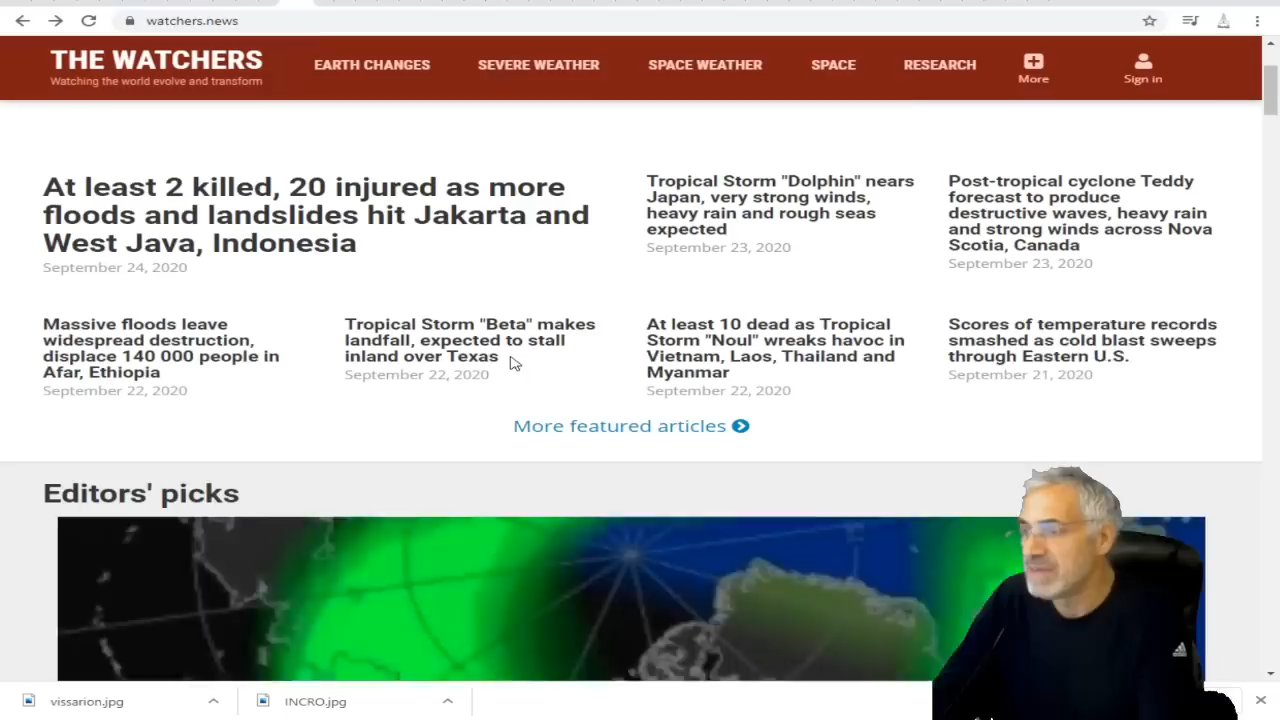 watchers.news
THE WATCHERS
Watching the world evolve and transform
EARTH CHANGES
SEVERE WEATHER
SPACE WEATHER
SPACE
RESEARCH
More
Sign in
At least 2 killed, 20 injured as more
floods and landslides hit Jakarta and
West Java, Indonesia
September 24, 2020
Tropical Storm "Dolphin" nears
Japan, very strong winds,
heavy rain and rough seas
expected
September 23, 2020
Post-tropical cyclone Teddy
forecast to produce
destructive waves, heavy rain
and strong winds across Nova
Scotia, Canada
September 23, 2020
Massive floods leave
widespread destruction,
displace 140 000 people in
Afar, Ethiopia
September 22, 2020
Tropical Storm "Beta" makes
landfall, expected to stall
inland over Texas
September 22, 2020
At least 10 dead as Tropical
Storm "Noul" wreaks havoc in
Vietnam, Laos, Thailand and
Myanmar
September 22, 2020
Scores of temperature records
smashed as cold blast sweeps
through Eastern U.S.
September 21, 2020
More featured articles
Editors' picks
vissarion.jpg
INCRO.jpg